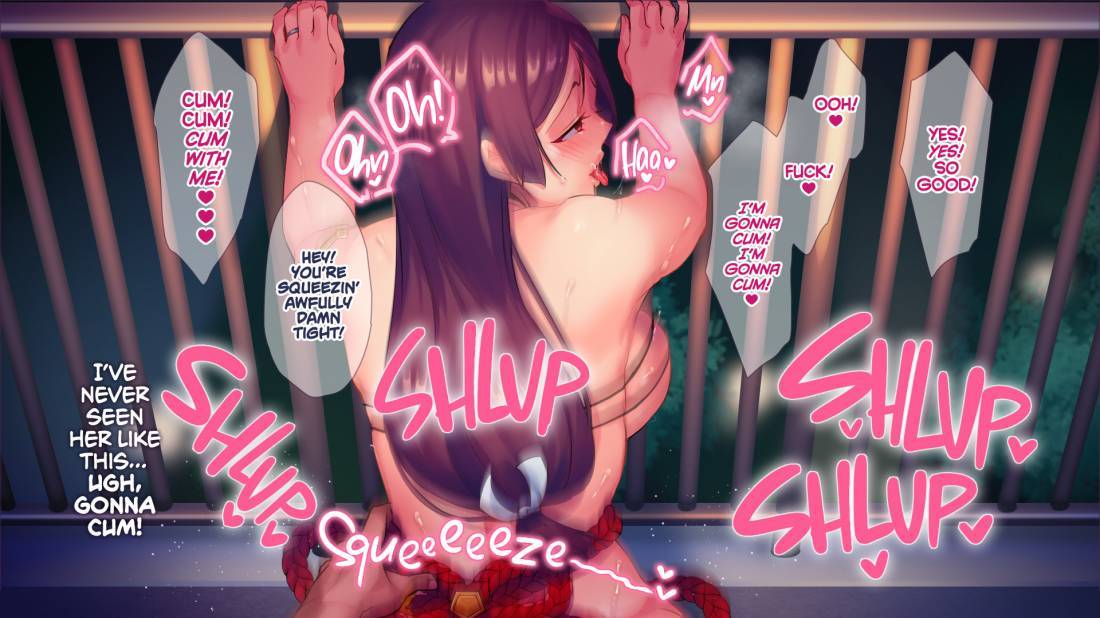 CUM!
CUM!
CUM
WITH
ME!
♥
♥
♥
Ohn
♥
Oh!
Haa♥
Mn
♥
OOH!
♥
FUCK!
♥
I'M
GONNA
CUM!
I'M
GONNA
CUM!
♥
YES!
YES!
SO
GOOD!
HEY!
YOU'RE
SQUEEZIN'
AWFULLY
DAMN
TIGHT!
I'VE
NEVER
SEEN
HER LIKE
THIS...
UGH,
GONNA
CUM!
SHLUP♥
SHLUP
SHLUP♥
SHLUP♥
Squeeeeeze